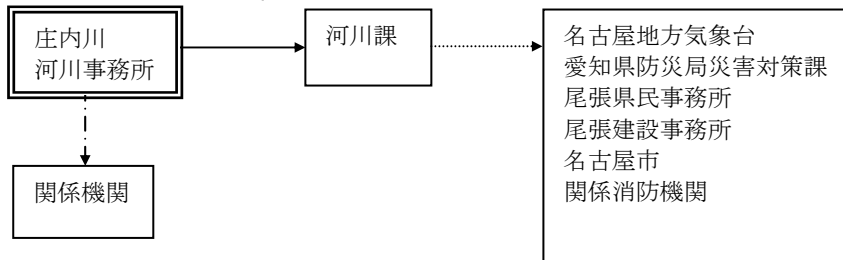 庄内川
河川事務所
河川課
名古屋地方気象台
愛知県防災局災害対策課
尾張県民事務所
尾張建設事務所
名古屋市
関係消防機関
関係機関